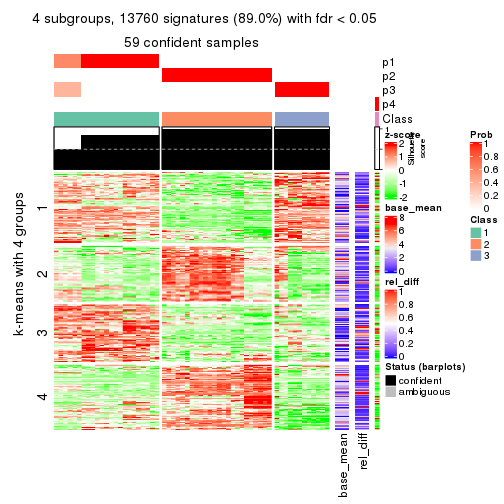 4 subgroups, 13760 signatures (89.0%) with fdr < 0.05
59 confident samples
p1
p2
p3
p4
Class
1
Silhouette
score
k-means with 4 groups
1
2
3
4
base_mean
rel_diff
z-score
2
1
0
-1
-2
base_mean
8
6
4
2
0
rel_diff
1
0.8
0.6
0.4
0.2
0
Status (barplots)
confident
ambiguous
Prob
1
0.8
0.6
0.4
0.2
0
Class
1
2
3